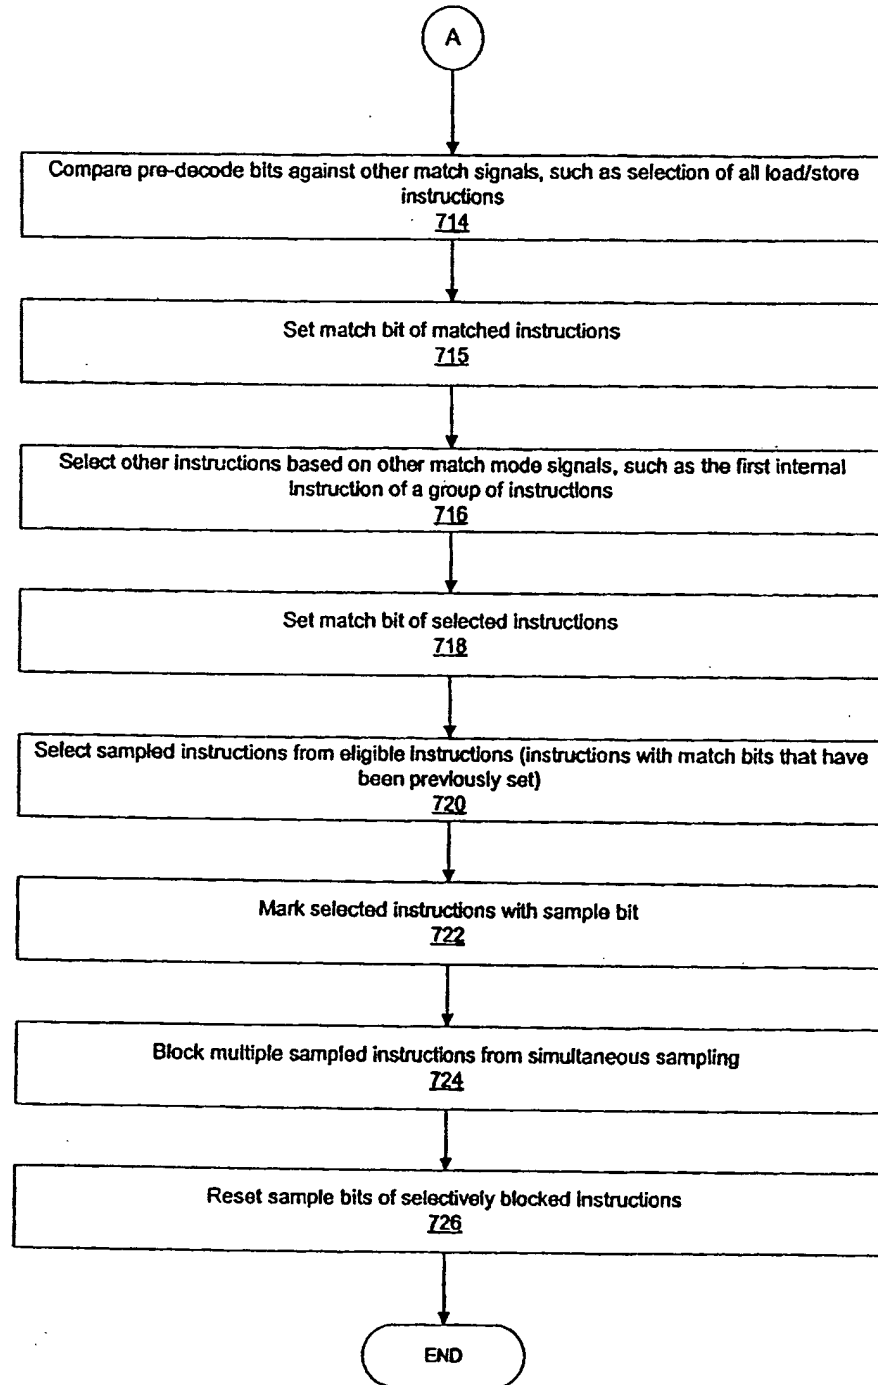 A
Compare pre-decode bits against other match signals, such as selection of all load/store
instructions
714
Set match bit of matched instructions
715
Select other instructions based on other match mode signals, such as the first internal
instruction of a group of instructions
716
Set match bit of selected instructions
718
Select sampled instructions from eligible instructions (instructions with match bits that have
been previously set)
720
Mark selected instructions with sample bit
722
Block multiple sampled instructions from simultaneous sampling
724
Reset sample bits of selectively blocked instructions
726
END